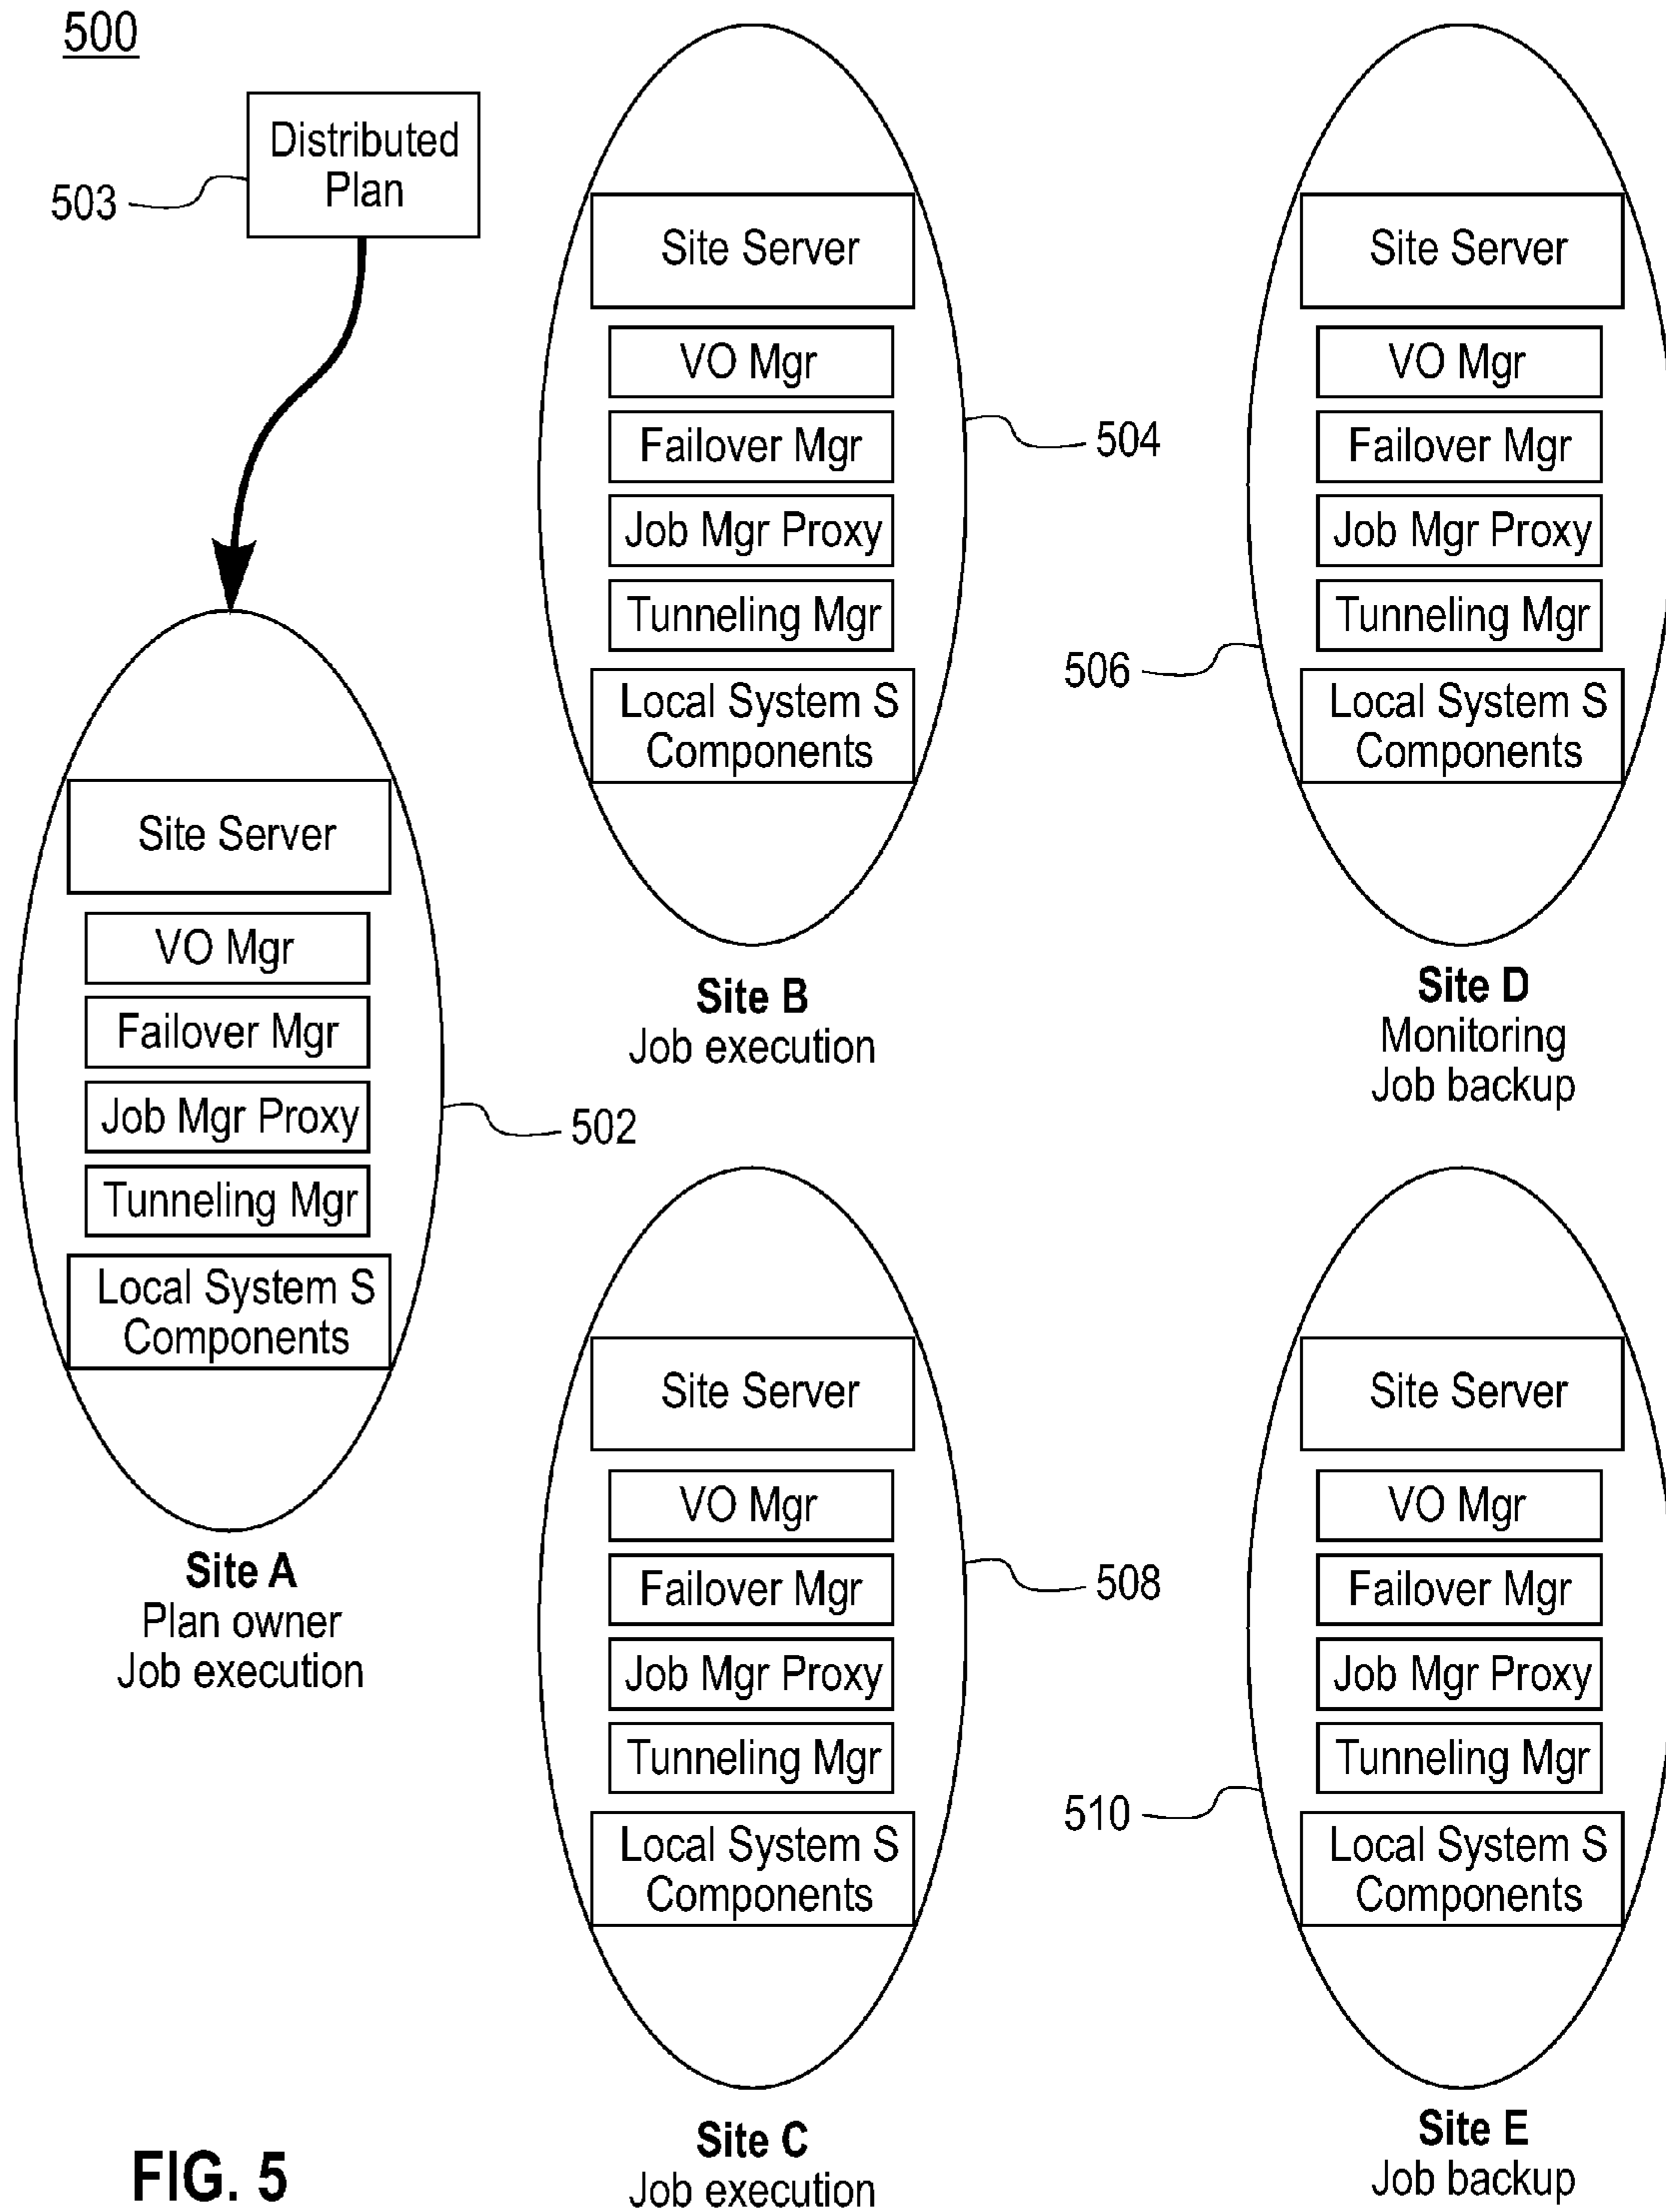 500
Distributed
Plan
503
Site Server
VO Mgr
Failover Mgr
Job Mgr Proxy
Tunneling Mgr
Local System S
Components
502
Site A
Plan owner
Job execution
Site Server
VO Mgr
Failover Mgr
Job Mgr Proxy
Tunneling Mgr
Local System S
Components
504
Site B
Job execution
Site Server
VO Mgr
Failover Mgr
Job Mgr Proxy
Tunneling Mgr
Local System S
Components
506
Site D
Monitoring
Job backup
Site Server
VO Mgr
Failover Mgr
Job Mgr Proxy
Tunneling Mgr
Local System S
Components
508
Site C
Job execution
Site Server
VO Mgr
Failover Mgr
Job Mgr Proxy
Tunneling Mgr
Local System S
Components
510
Site E
Job backup
FIG. 5